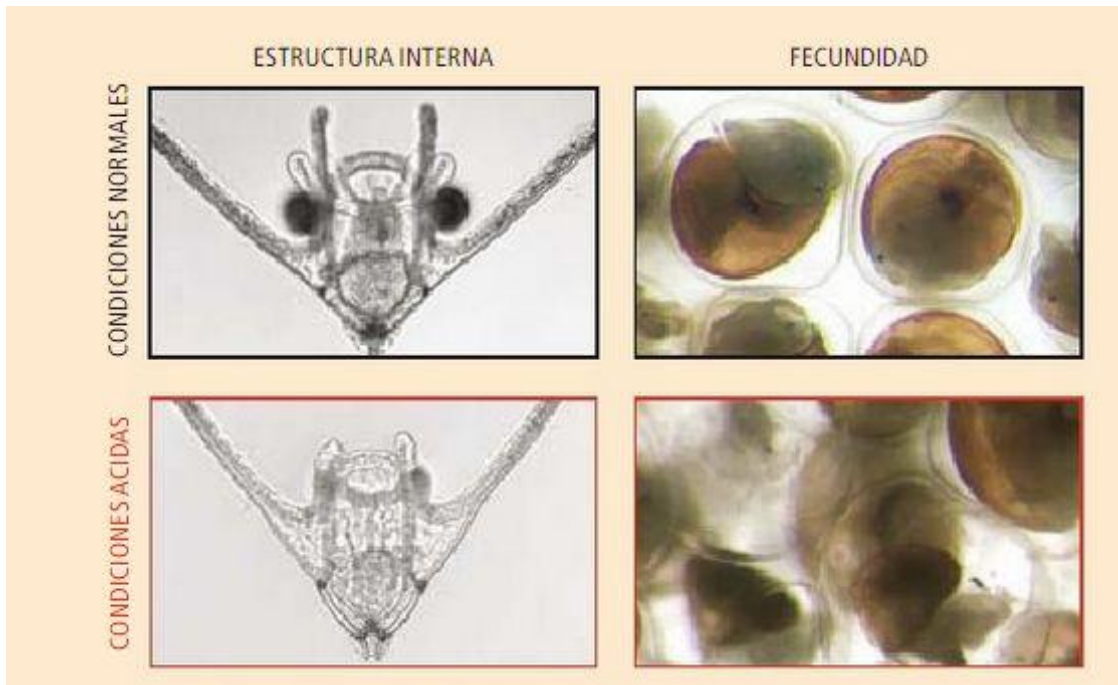 ESTRUCTURA INTERNA
FECUNDIDAD
CONDICIONES NORMALES
CONDICIONES ACIDAS